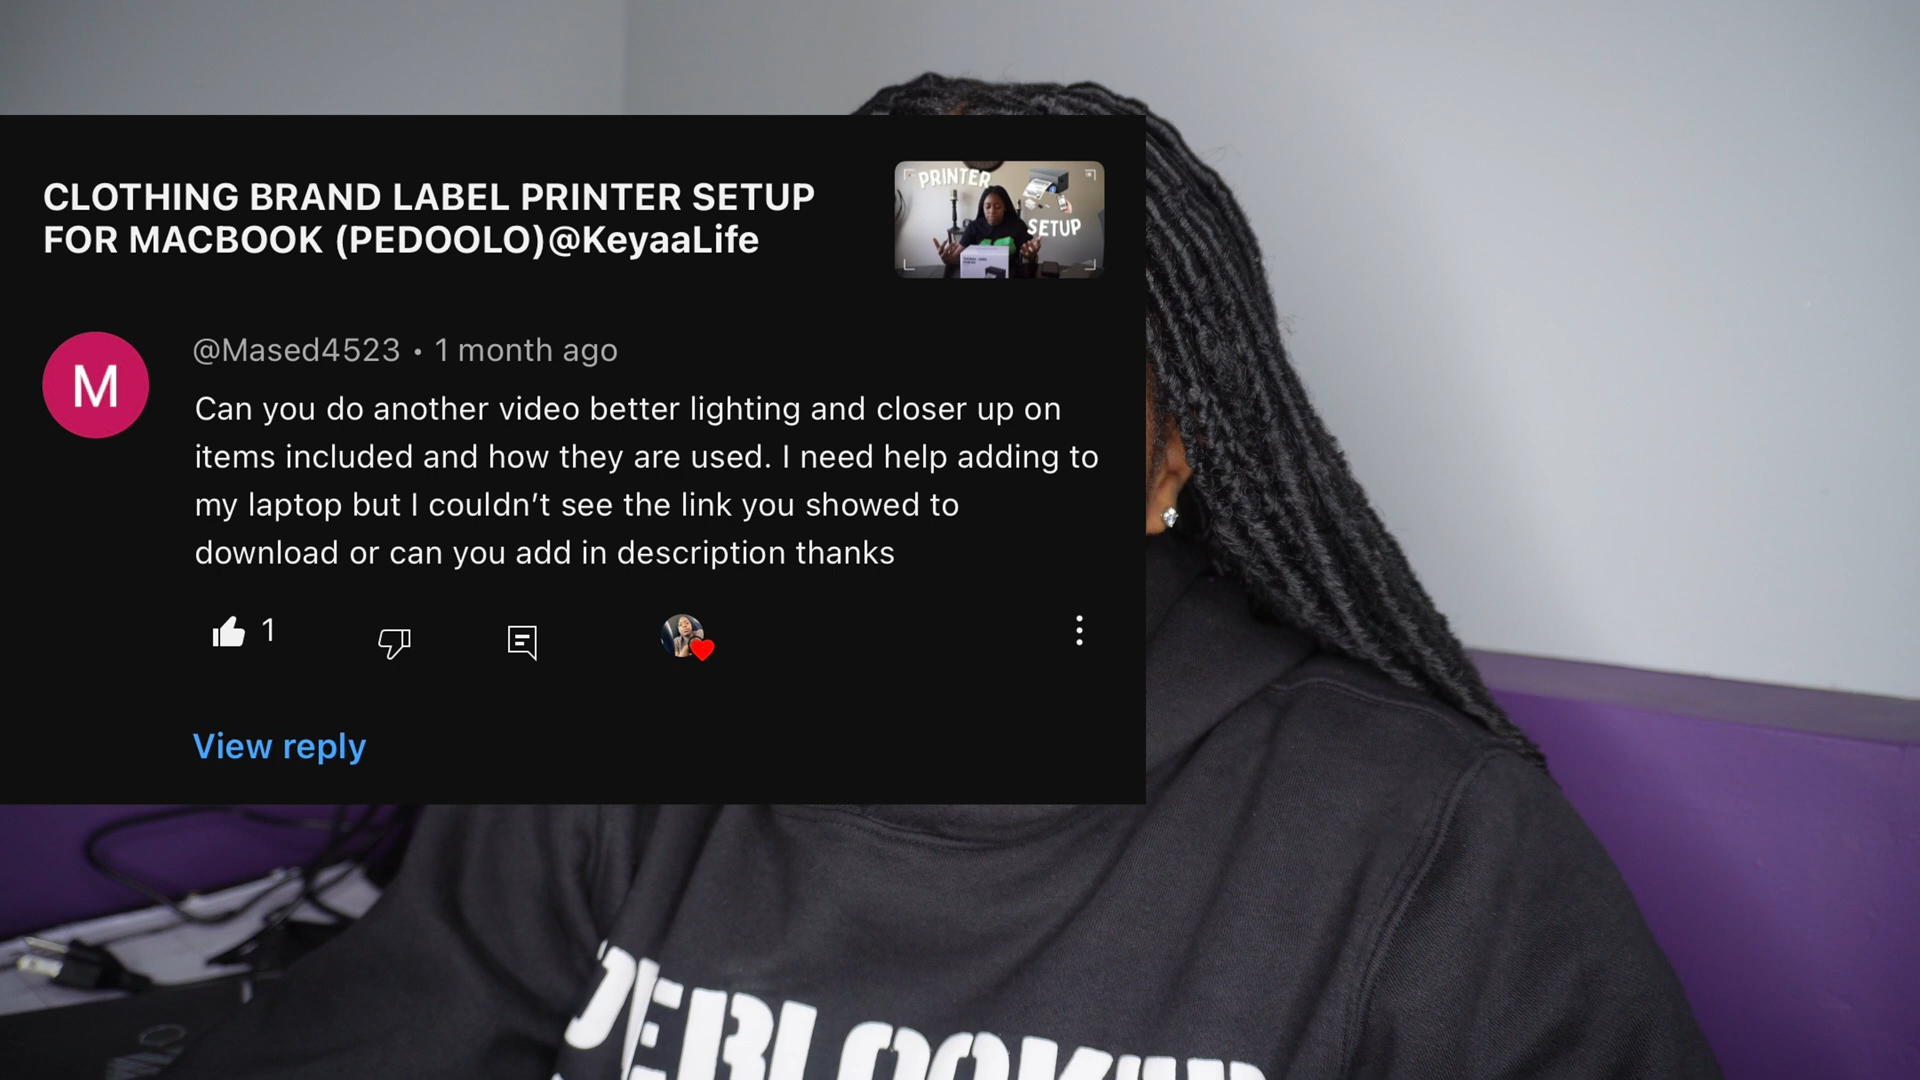 CLOTHING BRAND LABEL PRINTER SETUP
FOR MACBOOK (PEDOOLO)@KeyaaLife
PRINTER
SETUP
M
@Mased4523 • 1 month ago
Can you do another video better lighting and closer up on
items included and how they are used. I need help adding to
my laptop but I couldn’t see the link you showed to
download or can you add in description thanks
1
View reply